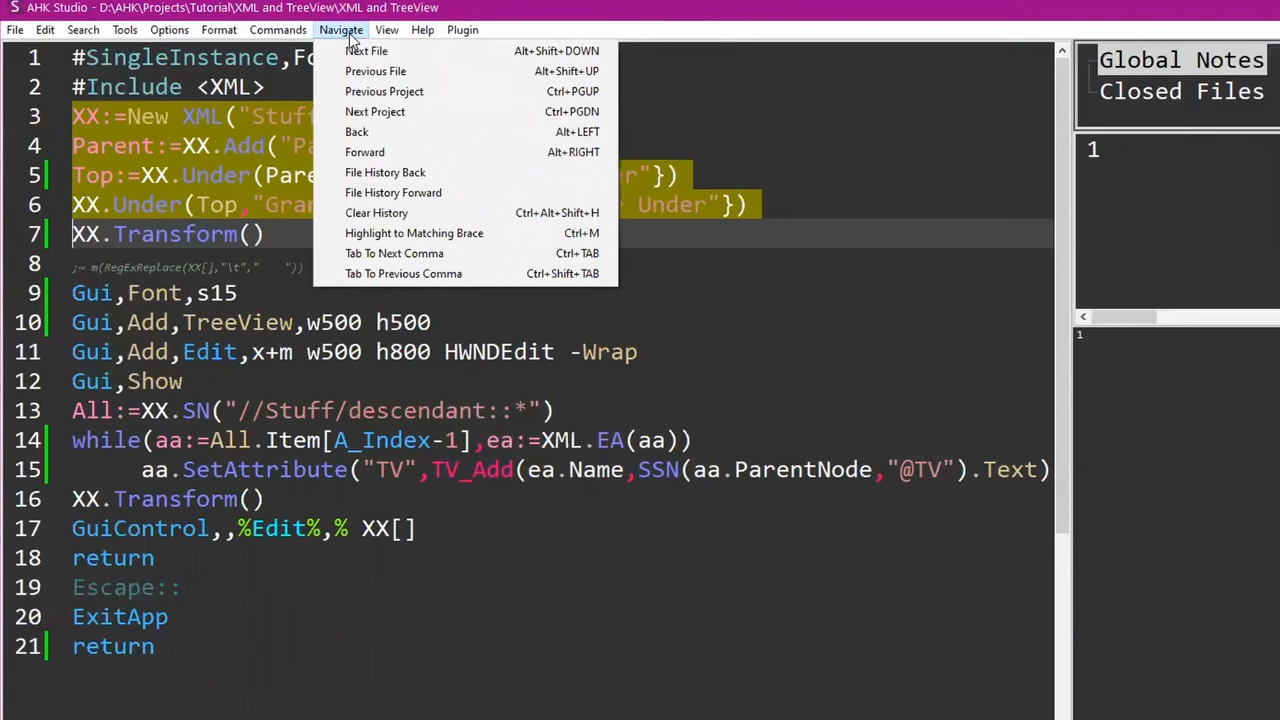 AHK Studio - D:\AHK\Projects\Tutorial\XML and TreeView\XML and TreeView
File Edit Search Tools Options Format Commands Navigate View Help Plugin
Next File Alt+Shift+DOWN
Previous File Alt+Shift+UP
Previous Project Ctrl+PGUP
Next Project Ctrl+PGDN
Back Alt+LEFT
Forward Alt+RIGHT
File History Back
File History Forward
Clear History Ctrl+Alt+Shift+H
Highlight to Matching Brace Ctrl+M
Tab To Next Comma Ctrl+TAB
Tab To Previous Comma Ctrl+Shift+TAB
1 #SingleInstance,Fo
2 #Include <XML>
3 XX:=New XML("Stuf
4 Parent:=XX.Add("Pa
5 Top:=XX.Under(Pare er"})
6 XX.Under(Top,"Gran Under"})
7 XX.Transform()
8 ;~ m(RegExReplace(XX[],"\t","    "))
9 Gui,Font,s15
10 Gui,Add,TreeView,w500 h500
11 Gui,Add,Edit,x+m w500 h800 HWNDEdit -Wrap
12 Gui,Show
13 All:=XX.SN("//Stuff/descendant::*")
14 while(aa:=All.Item[A_Index-1],ea:=XML.EA(aa))
15 aa.SetAttribute("TV",TV_Add(ea.Name,SSN(aa.ParentNode,"@TV").Text)
16 XX.Transform()
17 GuiControl,,%Edit%,% XX[]
18 return
19 Escape::
20 ExitApp
21 return
Global Notes
Closed Files
1
1